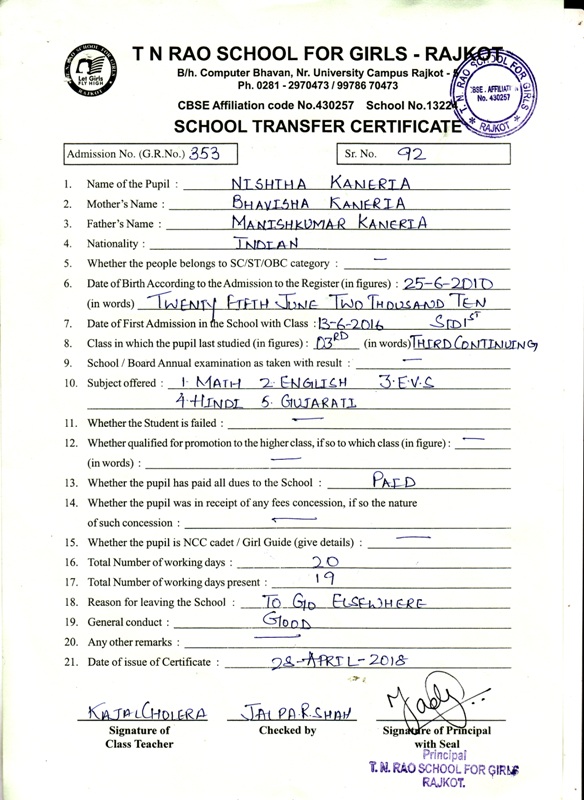 T N RAO SCHOOL FOR GIRLS - RAJKOT
B/h. Computer Bhavan, Nr. University Campus Rajkot -
Ph. 0281 - 2970473 / 99786 70473
CBSE Affiliation code No.430257 School No.1322
SCHOOL TRANSFER CERTIFICATE
T. N. RAO SCHOOL FOR GIRLS
CBSE. AFFILIATION
No. 430257
* RAJKOT *
T N RAO SCHOOL FOR GIRLS
Let Girls
FLY HIGH
RAJKOT
Admission No. (G.R.No.) 353 Sr. No. 92
1. Name of the Pupil : NISHTHA KANERIA
2. Mother's Name : BHAVISHA KANERIA
3. Father's Name : MANISHKUMAR KANERIA
4. Nationality : INDIAN
5. Whether the people belongs to SC/ST/OBC category : —
6. Date of Birth According to the Admission to the Register (in figures) : 25-6-2010
(in words) TWENTY FIFTH JUNE TWO THOUSAND TEN
7. Date of First Admission in the School with Class : 13-6-2016 STD 1ST
8. Class in which the pupil last studied (in figures) : 03RD (in words) THIRD CONTINUING
9. School / Board Annual examination as taken with result : —
10. Subject offered : 1. MATH 2. ENGLISH 3. E.V.S
4. HINDI 5. GUJARATI
11. Whether the Student is failed : —
12. Whether qualified for promotion to the higher class, if so to which class (in figure) : —
(in words) : —
13. Whether the pupil has paid all dues to the School : PAID
14. Whether the pupil was in receipt of any fees concession, if so the nature
of such concession : —
15. Whether the pupil is NCC cadet / Girl Guide (give details) : —
16. Total Number of working days : 20
17. Total Number of working days present : 19
18. Reason for leaving the School : TO GO ELSEWHERE
19. General conduct : GOOD
20. Any other remarks : —
21. Date of issue of Certificate : 28-APRIL-2018
KAJAL CHOLERA JALPA R. SHAH
Signature of Checked by Signature of Principal
Class Teacher with Seal
Principal
T. N. RAO SCHOOL FOR GIRLS
RAJKOT.